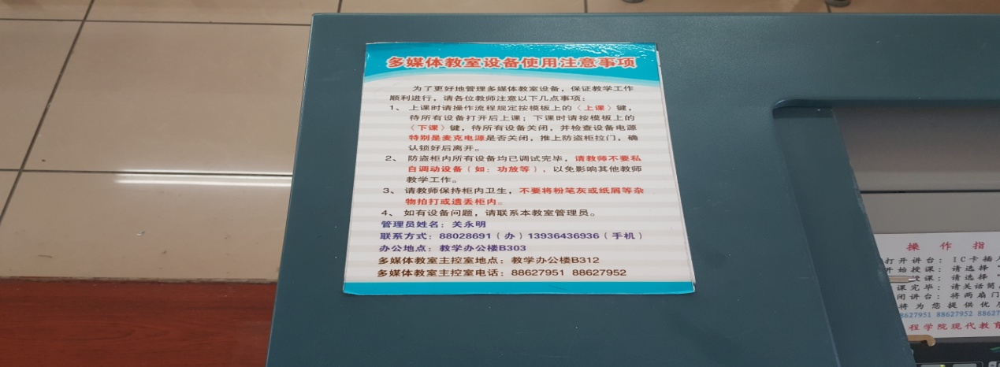 多媒体教室设备使用注意事项
为了更好地管理多媒体教室设备，保证教学工作
顺利进行，请各位教师注意以下几点事项：
1、上课时请操作流程规定按模板上的〈上课〉键，
待所有设备打开后上课；下课时请按模板上的
〈下课〉键，待所有设备关闭，并检查设备电源
特别是麦克电源是否关闭，推上防盗柜拉门，确
认锁好后离开。
2、防盗柜内所有设备均已调试完毕，请教师不要私
自调动设备（如：功放等），以免影响其他教师
教学工作。
3、请教师保持柜内卫生，不要将粉笔灰或纸屑等杂
物拍打或遗丢柜内。
4、如有设备问题，请联系本教室管理员。
管理员姓名：关永明
联系方式：88028691（办）13936436936（手机）
办公地点：教学办公楼B303
多媒体教室主控室地点：教学办公楼B312
多媒体教室主控室电话：88627951 88627952
操 作 指
打开讲台：IC卡插
开始授课：请选择“
授课：请选择“
课完毕：请关话筒
闭讲台：将两扇门
将为您提供优
8627951 88627952 8862
程学院现代教育